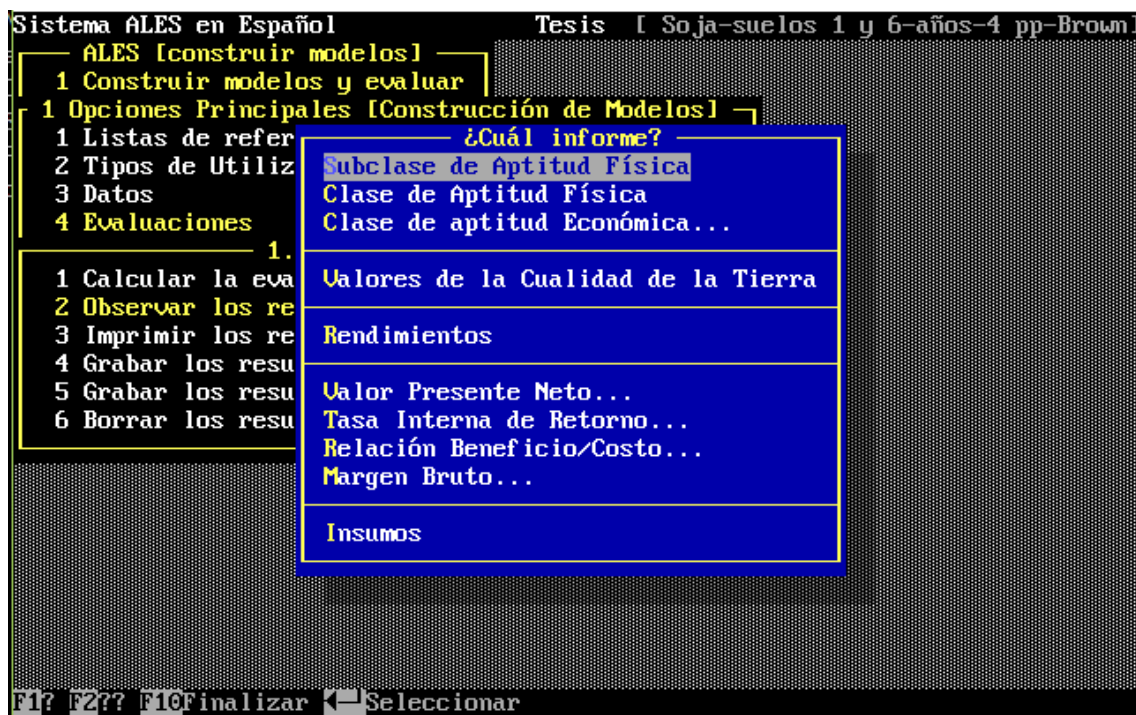 Sistema ALES en Español Tesis [ Soja-suelos 1 y 6-años-4 pp-Brown]
ALES [construir modelos]
1 Construir modelos y evaluar
1 Opciones Principales [Construcción de Modelos]
1 Listas de refer
2 Tipos de Utiliz
3 Datos
4 Evaluaciones
1.
1 Calcular la eva
2 Observar los re
3 Imprimir los re
4 Grabar los resu
5 Grabar los resu
6 Borrar los resu
¿Cuál informe?
Subclase de Aptitud Física
Clase de Aptitud Física
Clase de aptitud Económica...
Valores de la Cualidad de la Tierra
Rendimientos
Valor Presente Neto...
Tasa Interna de Retorno...
Relación Beneficio/Costo...
Margen Bruto...
Insumos
F1? F2?? F10Finalizar ◄─┘Seleccionar